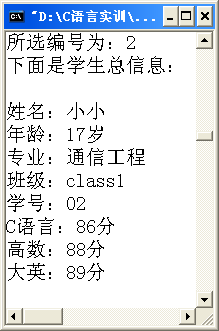 "D:\C语言实训\...
所选编号为：2
下面是学生总信息：
姓名：小小
年龄：17岁
专业：通信工程
班级：class1
学号：02
C语言：86分
高数：88分
大英：89分